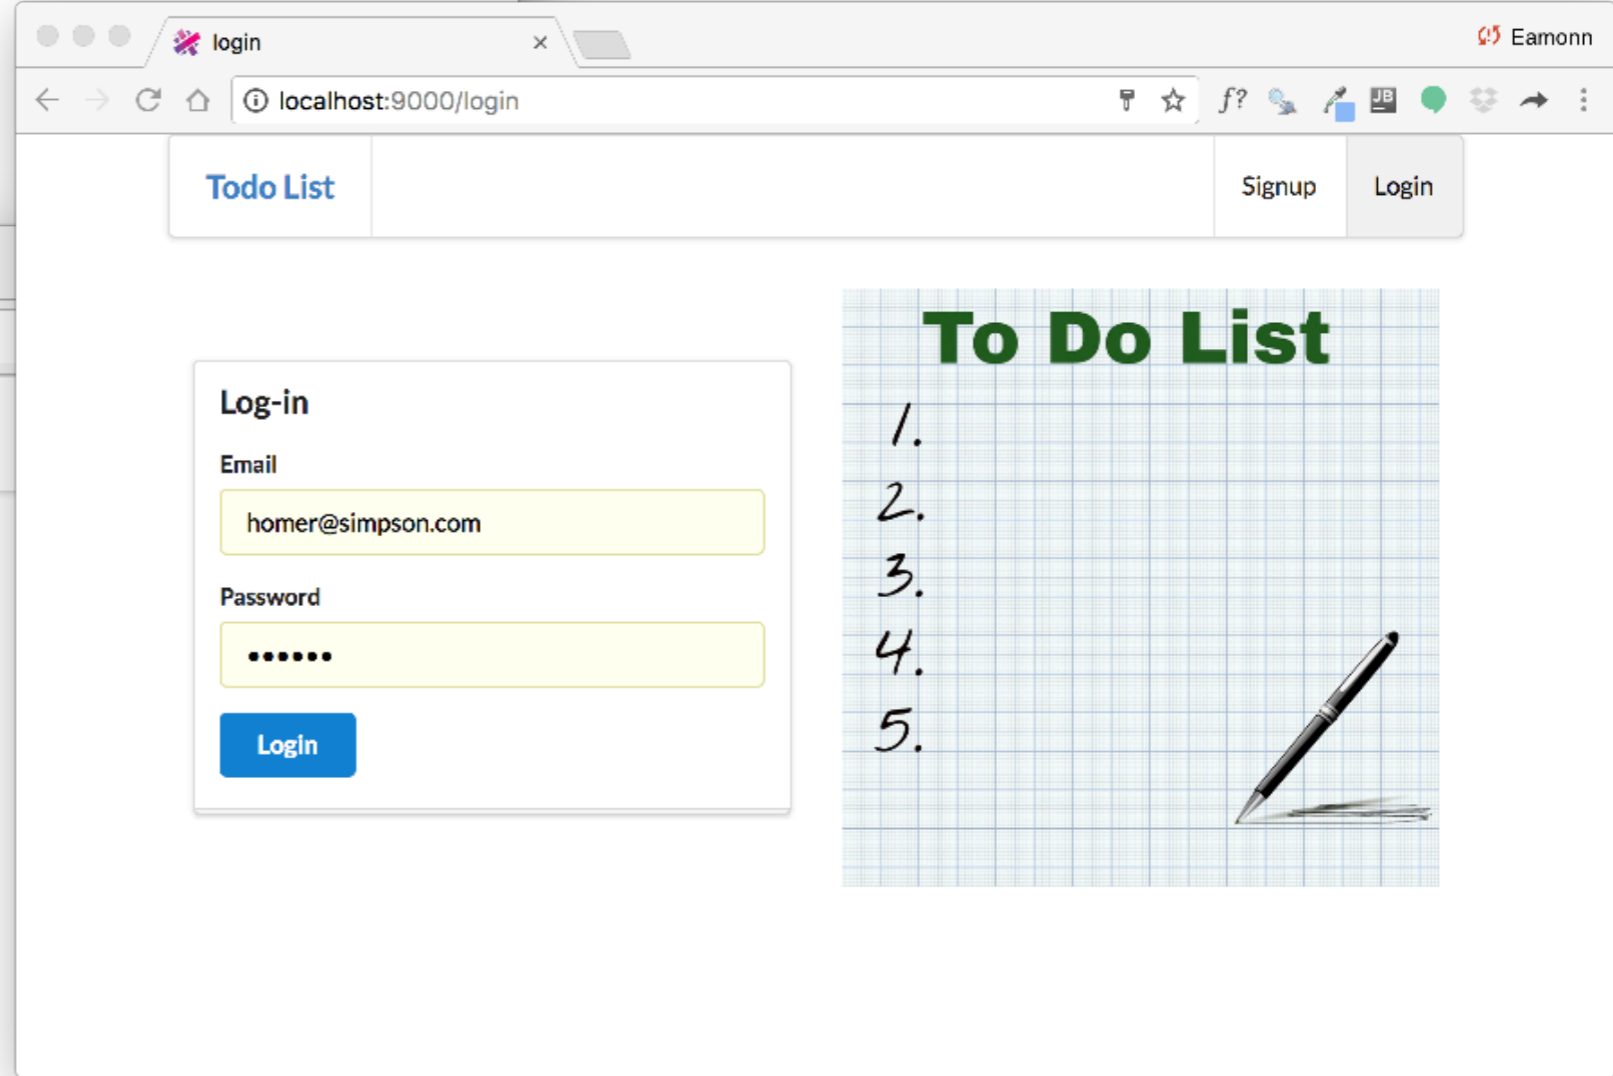 login
Eamonn
localhost:9000/login
f?
JB
Todo List
Signup
Login
To Do List
1.
2.
3.
4.
5.
Log-in
Email
homer@simpson.com
Password
••••••
Login